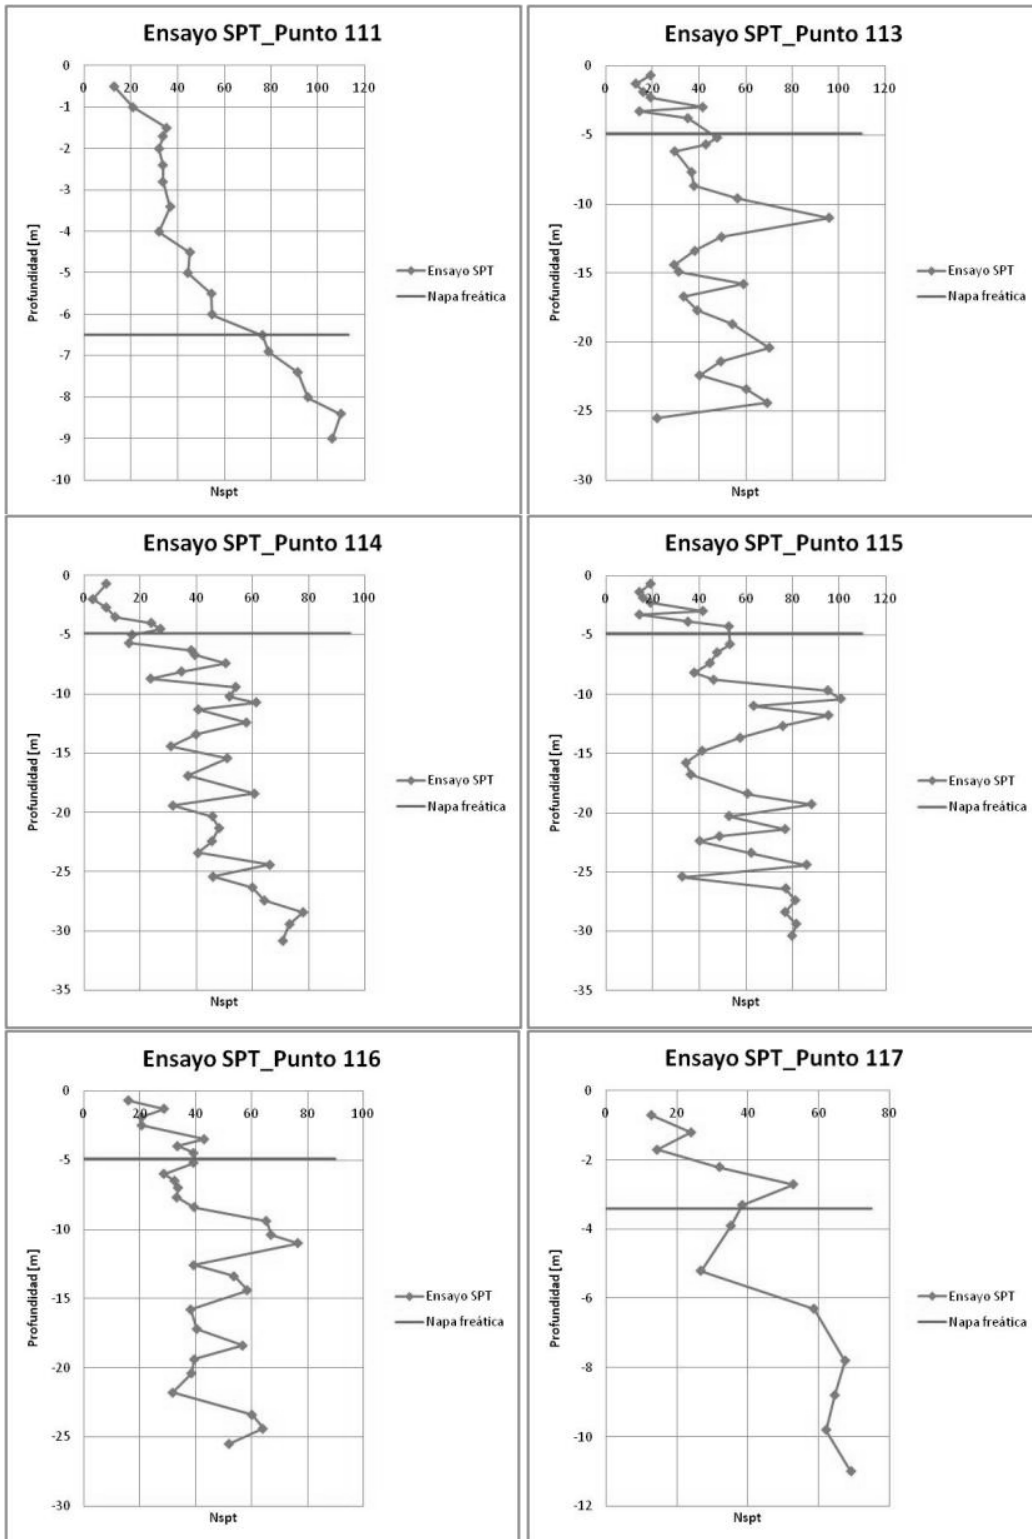 Ensayo SPT_Punto 111
0
0 20 40 60 80 100 120
-1
-2
-3
-4
-5
-6
-7
-8
-9
-10
Profundidad [m]
Nspt
Ensayo SPT
Napa freática
Ensayo SPT_Punto 113
0
0 20 40 60 80 100 120
-5
-10
-15
-20
-25
-30
Profundidad [m]
Nspt
Ensayo SPT
Napa freática
Ensayo SPT_Punto 114
0
0 20 40 60 80 100
-5
-10
-15
-20
-25
-30
-35
Profundidad [m]
Nspt
Ensayo SPT
Napa freática
Ensayo SPT_Punto 115
0
0 20 40 60 80 100 120
-5
-10
-15
-20
-25
-30
-35
Profundidad [m]
Nspt
Ensayo SPT
Napa freática
Ensayo SPT_Punto 116
0
0 20 40 60 80 100
-5
-10
-15
-20
-25
-30
Profundidad [m]
Nspt
Ensayo SPT
Napa freática
Ensayo SPT_Punto 117
0
0 20 40 60 80
-2
-4
-6
-8
-10
-12
Profundidad [m]
Nspt
Ensayo SPT
Napa freática